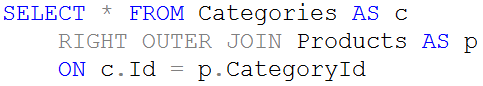 SELECT * FROM Categories AS c
RIGHT OUTER JOIN Products AS p
ON c.Id = p.CategoryId